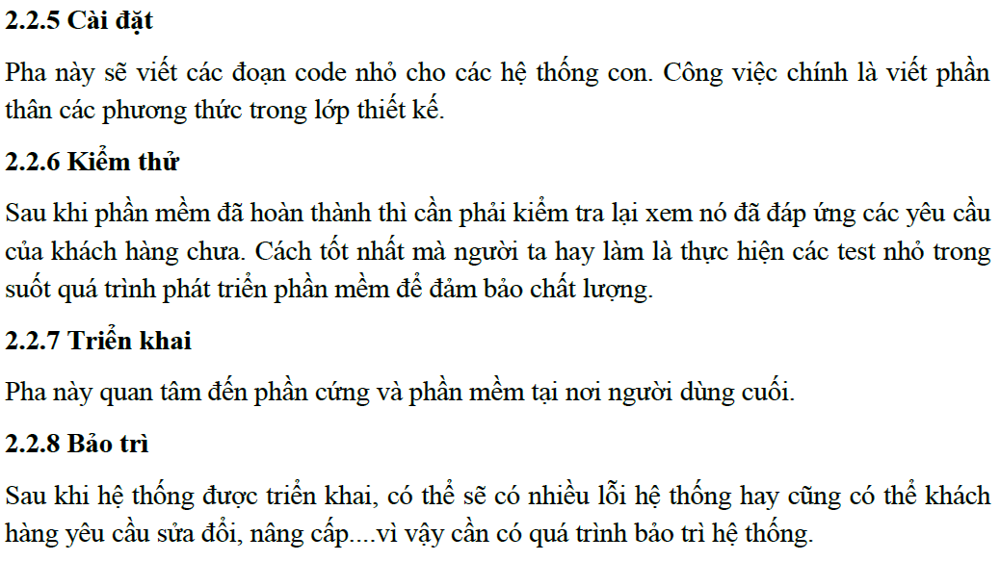 2.2.5 Cài đặt
Pha này sẽ viết các đoạn code nhỏ cho các hệ thống con. Công việc chính là viết phần
thân các phương thức trong lớp thiết kế.
2.2.6 Kiểm thử
Sau khi phần mềm đã hoàn thành thì cần phải kiểm tra lại xem nó đã đáp ứng các yêu cầu
của khách hàng chưa. Cách tốt nhất mà người ta hay làm là thực hiện các test nhỏ trong
suốt quá trình phát triển phần mềm để đảm bảo chất lượng.
2.2.7 Triển khai
Pha này quan tâm đến phần cứng và phần mềm tại nơi người dùng cuối.
2.2.8 Bảo trì
Sau khi hệ thống được triển khai, có thể sẽ có nhiều lỗi hệ thống hay cũng có thể khách
hàng yêu cầu sửa đổi, nâng cấp....vì vậy cần có quá trình bảo trì hệ thống.